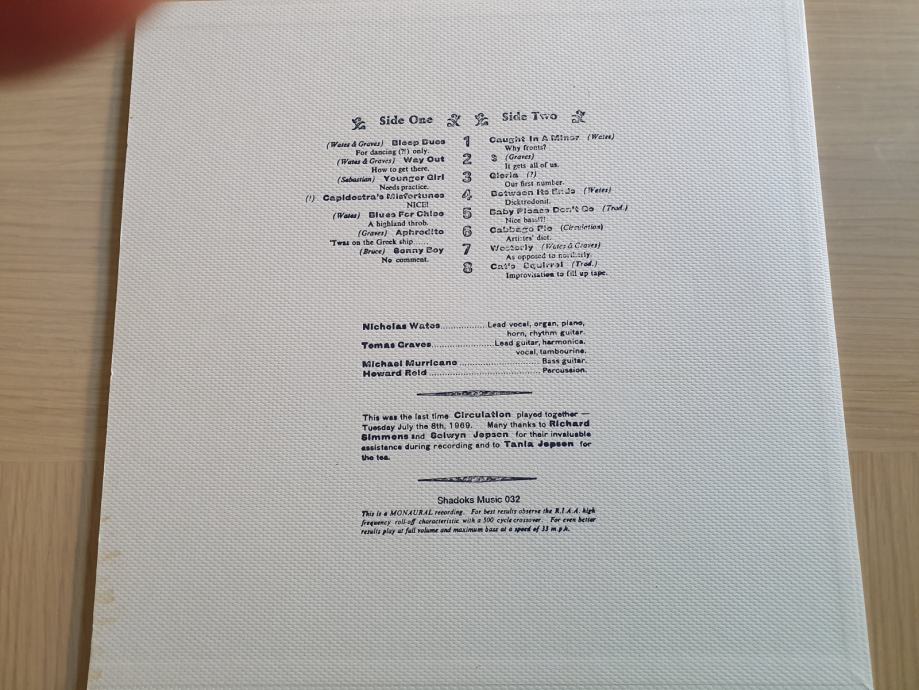 Side One
(Wates & Graves) Bleep Bues
For dancing (?!) only.
(Wates & Graves) Way Out
How to get there.
(Sebastian) Younger Girl
Needs practice.
(!) Capidostra's Misfortunes
NICE!
(Wates) Blues For Chloe
A highland throb.
(Graves) Aphrodite
'Twas on the Greek ship.....
(Bruce) Sonny Boy
No comment.
1
2
3
4
5
6
7
8
Side Two
Caught In A Minor (Wates)
Why fronts?
3 (Graves)
It gets all of us.
Gloria (?)
Our first number.
Between Its Ends (Wates)
Dicktrodonit.
Baby Please Don't Go (Trad.)
Nice bass!?!
Cabbage Pie (Circulation)
Artistes' diet.
Westerly (Wates & Graves)
As opposed to northerly.
Cat's Squirrel (Trad.)
Improvisation to fill up tape.
Nicholas Wates................Lead vocal, organ, piano,
horn, rhythm guitar.
Tomas Graves....................Lead guitar, harmonica,
vocal, tambourine.
Michael Murricane ........................ Bass guitar.
Howard Reid .................................. Percussion.
This was the last time Circulation played together —
Tuesday July the 8th, 1969. Many thanks to Richard
Simmons and Selwyn Jepson for their invaluable
assistance during recording and to Tania Jepson for
the tea.
Shadoks Music 032
This is a MONAURAL recording. For best results observe the R.I.A.A. high
frequency roll-off characteristic with a 500 cycle crossover. For even better
results play at full volume and maximum bass at a speed of 33 m.p.h.